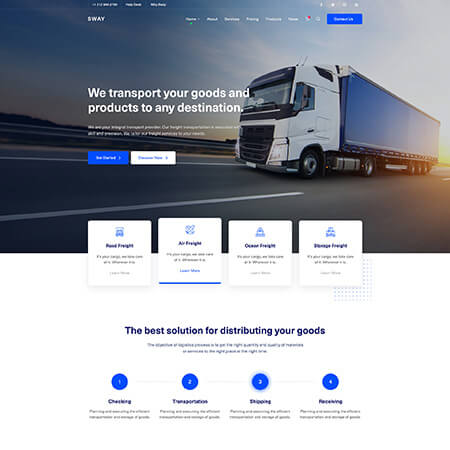 +1 212 899 2700 Help Desk Why Sway
SWAY
Home About Services Pricing Products News Contact Us
We transport your goods and
products to any destination.
We are your integral transport provider. Our freight transportation is executed with
skill and precision. We tailor our freight services to your needs.
Get Started Discover Now
Road Freight
It's your cargo, we take care
of it. Wherever it is.
Learn More
Air Freight
It's your cargo, we take care
of it. Wherever it is.
Learn More
Ocean Freight
It's your cargo, we take care
of it. Wherever it is.
Learn More
Storage Freight
It's your cargo, we take care
of it. Wherever it is.
Learn More
The best solution for distributing your goods
The objective of logistics process is to get the right quantity and quality of materials
or services to the right place at the right time.
1
Checking
Planning and executing the efficient
transportation and storage of goods.
2
Transportation
Planning and executing the efficient
transportation and storage of goods.
3
Shipping
Planning and executing the efficient
transportation and storage of goods.
4
Receiving
Planning and executing the efficient
transportation and storage of goods.